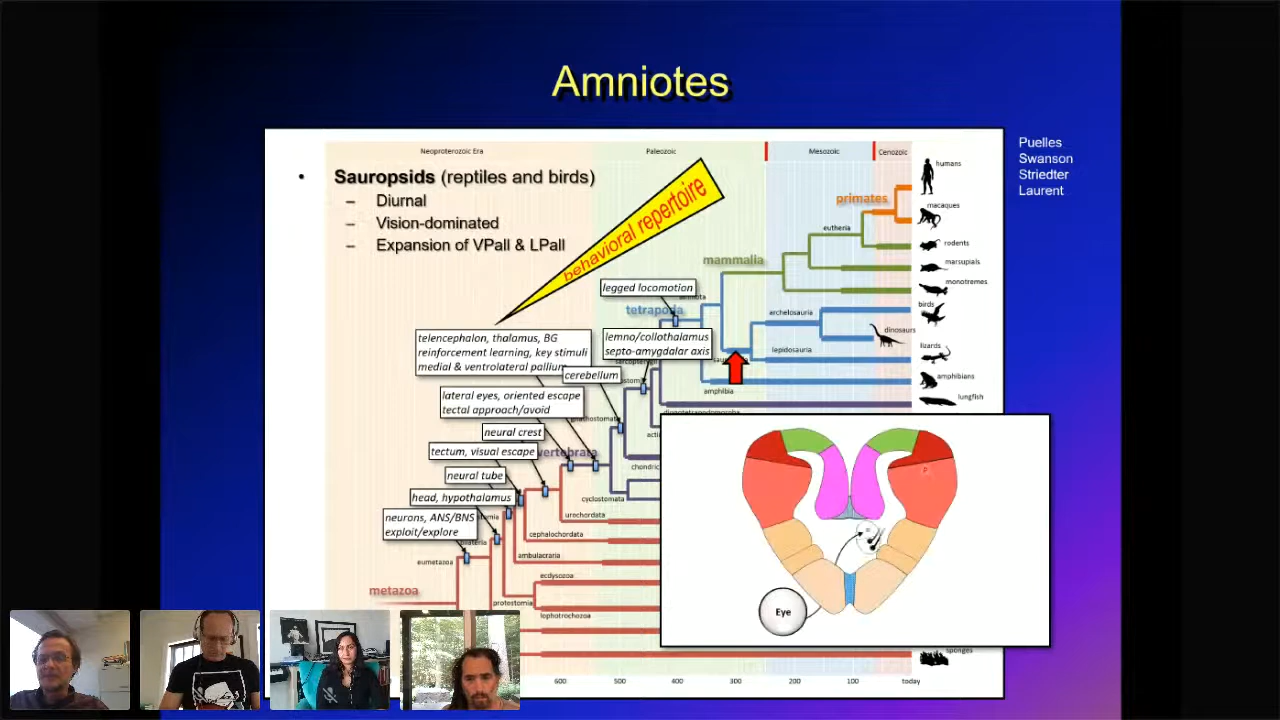 Amniotes
Puelles
Swanson
Striedter
Laurent
Neoproterozoic Era
Paleozoic
Mesozoic
Cenozoic
• Sauropsids (reptiles and birds)
– Diurnal
– Vision-dominated
– Expansion of VPall & LPall
behavioral repertoire
humans
primates
macaques
eutheria
rodents
mammalia
marsupials
monotremes
legged locomotion
birds
tetrapoda
archelosauria
dinosaurs
telencephalon, thalamus, BG
reinforcement learning, key stimuli
medial & ventrolateral pallium
lemno/collothalamus
septo-amygdalar axis
lepidosauria
lizards
cerebellum
amphibians
amphibia
lungfish
lateral eyes, oriented escape
tectal approach/avoid
neural crest
tectum, visual escape
vertebrata
neural tube
head, hypothalamus
cyclostomata
neurons, ANS/BNS
exploit/explore
urochordata
cephalochordata
ambulacraria
eumetazoa
ecdysozoa
metazoa
protostomia
lophotrochozoa
Eye
sponges
600
500
400
300
200
100
today